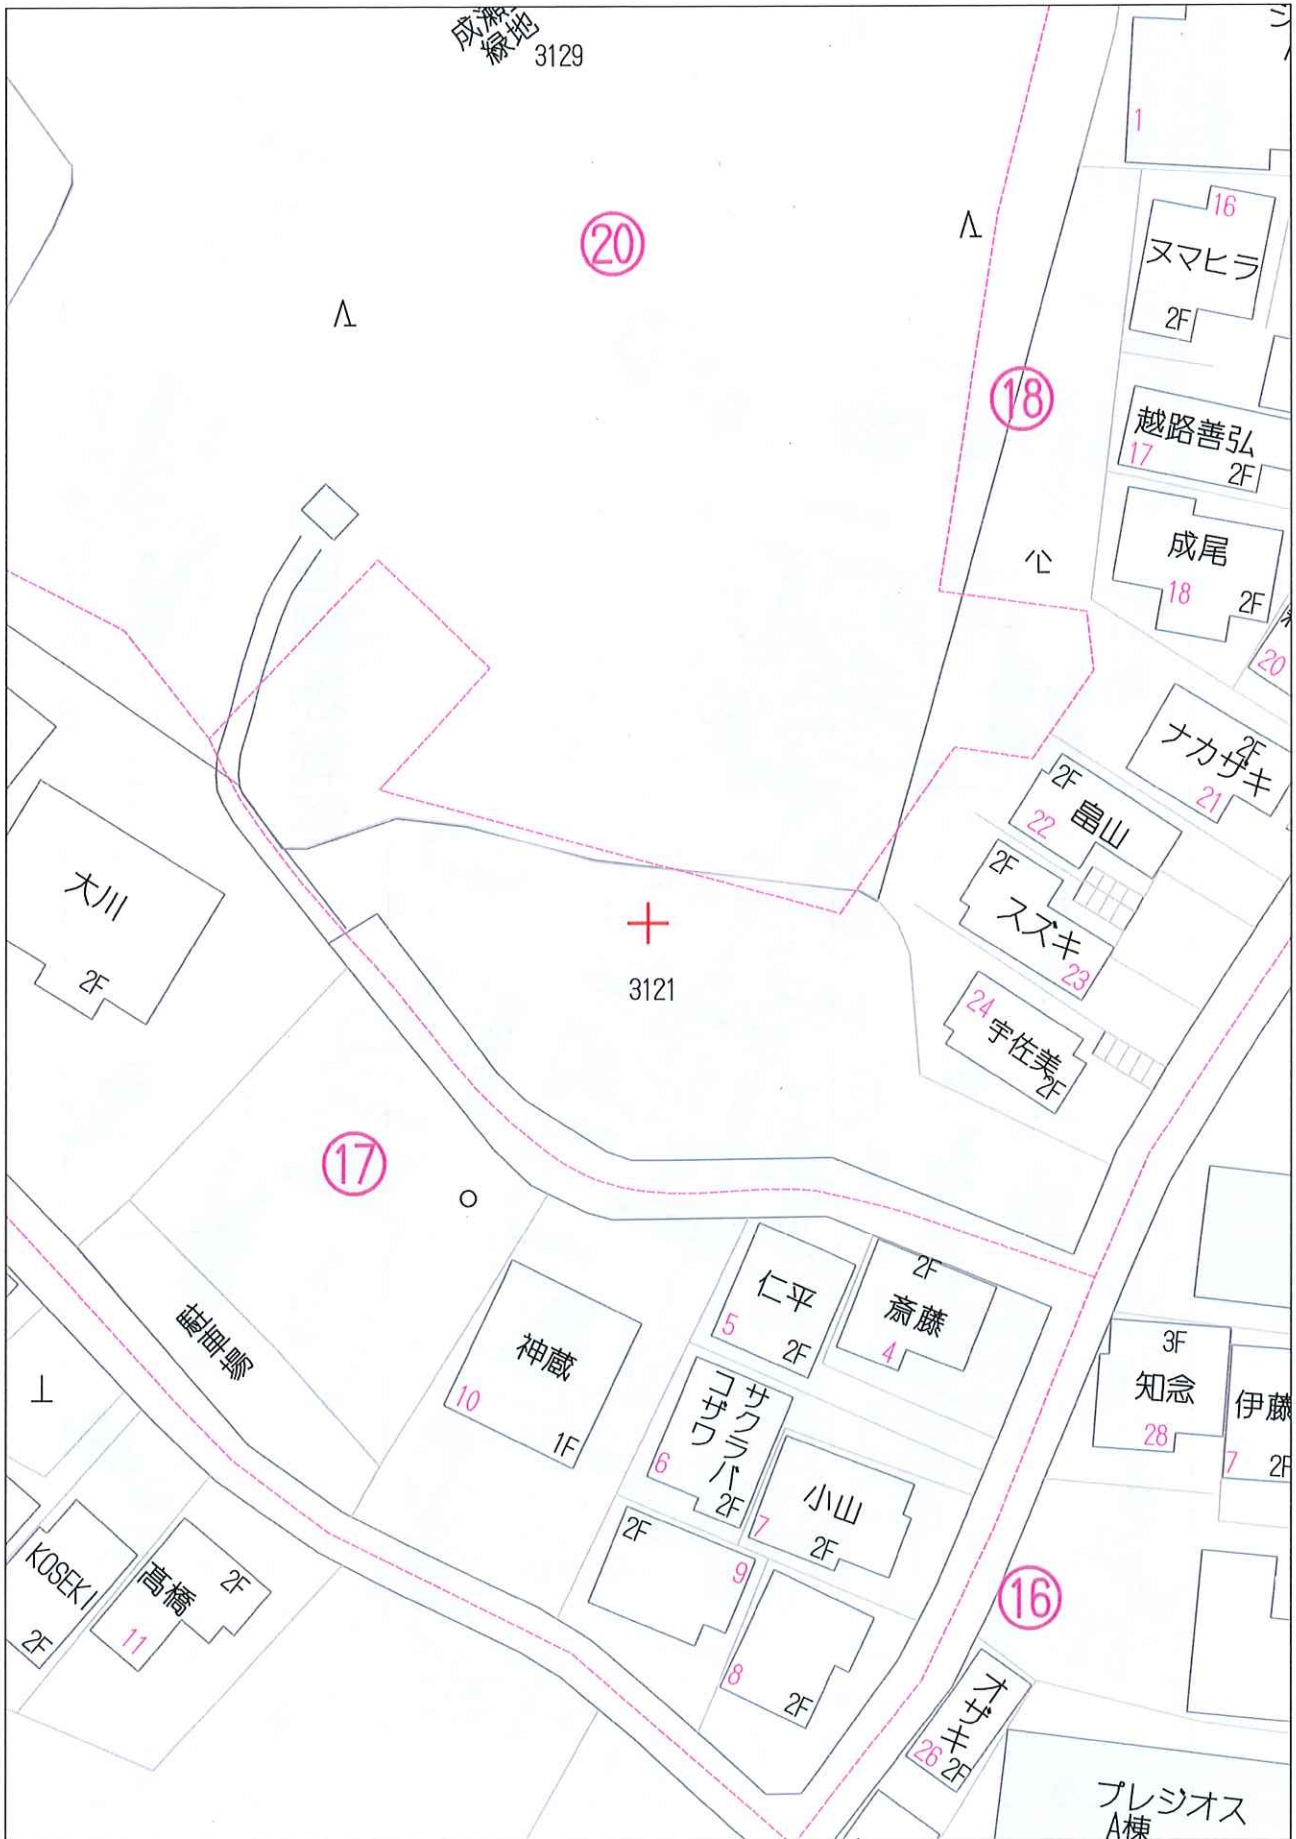 成瀬
緑地
3129
1
⑳
16
ヌマヒラ
2F
⑱
越路善弘
17
2F
成尾
18
2F
20
ナカザキ
2F
21
2F
畠山
22
2F
スズキ
23
24
宇佐美
2F
大川
2F
3121
⑰
駐車場
神蔵
10
1F
仁平
5
2F
2F
斎藤
4
サクラバ
コザワ
6
2F
小山
7
2F
2F
9
8
2F
3F
知念
28
伊藤
7
2F
KOSEKI
2F
高橋
2F
11
⑯
オザキ
26
2F
プレジオス
A棟